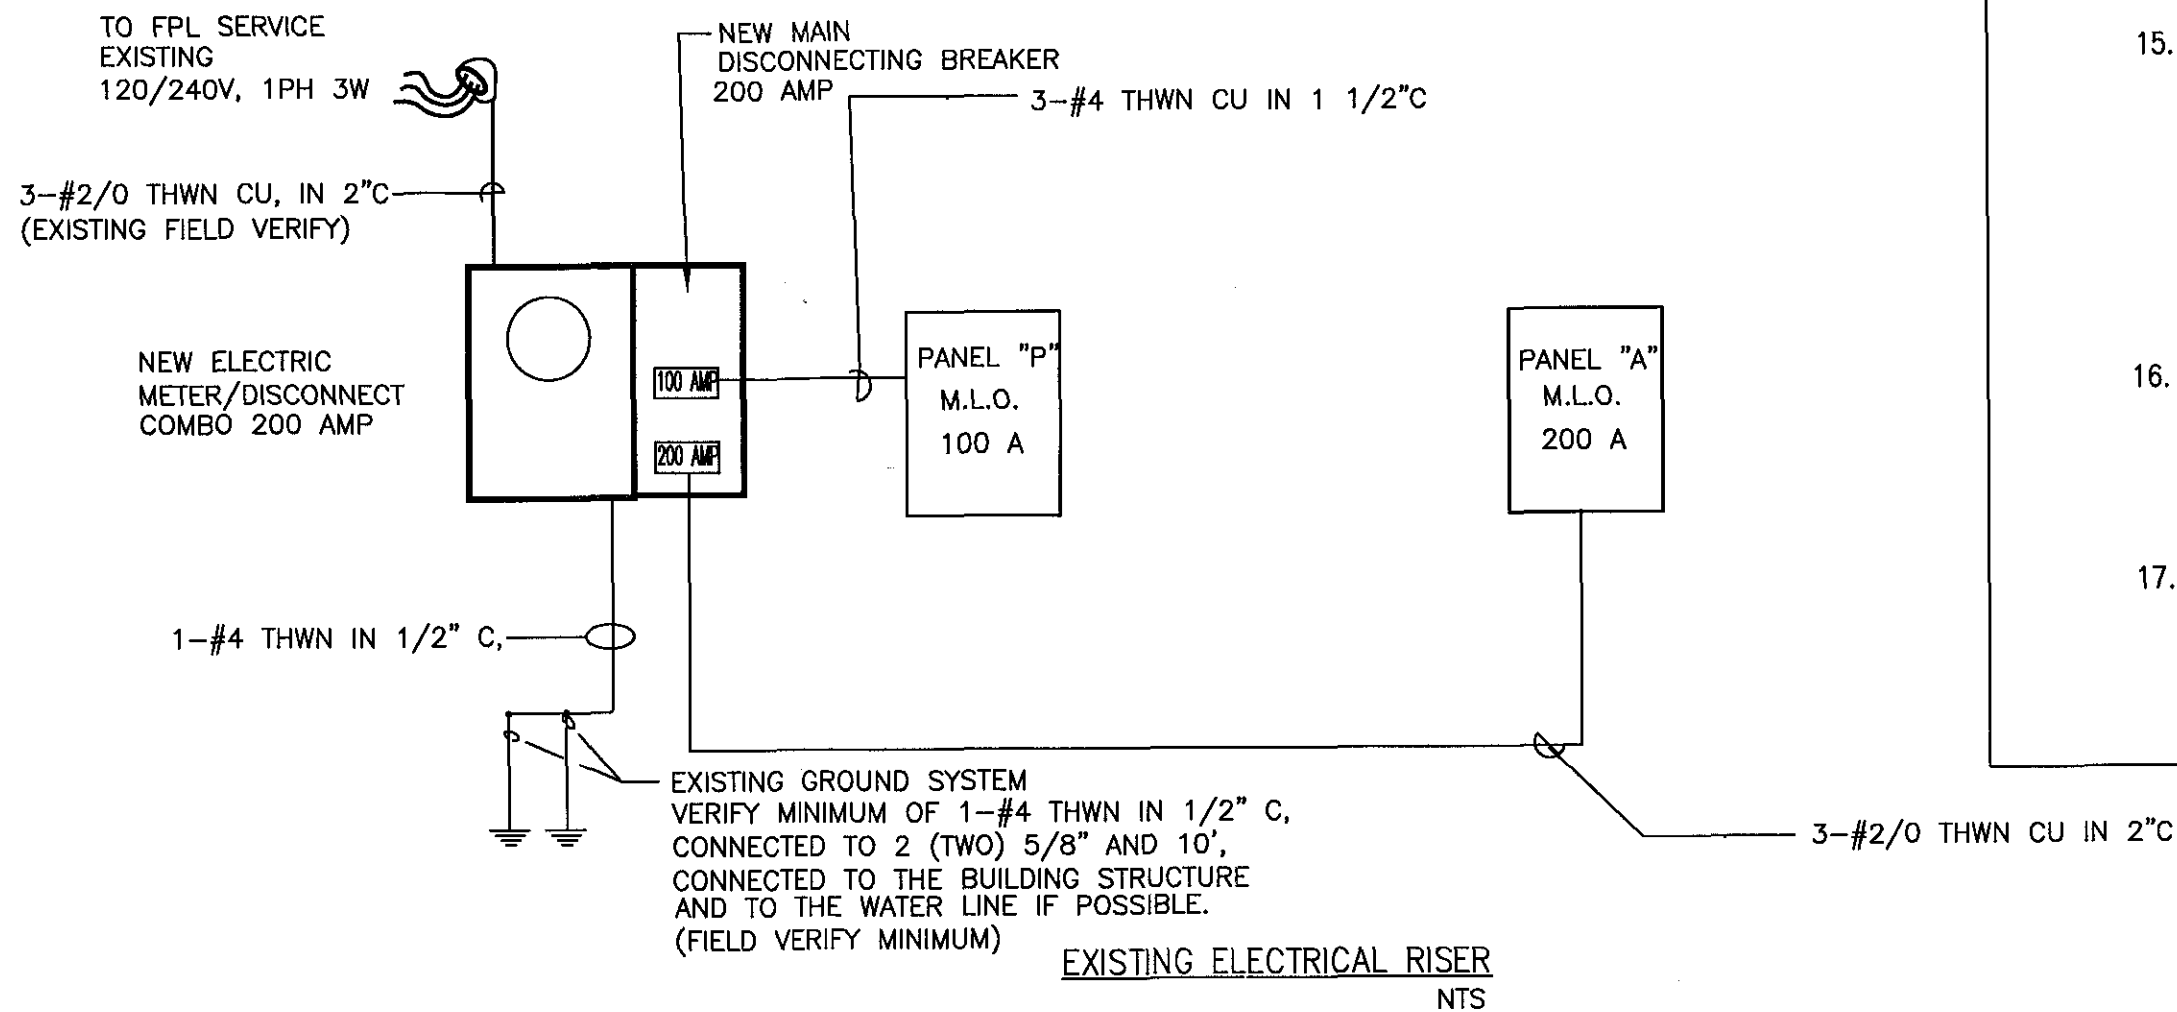 TO FPL SERVICE
EXISTING
120/240V, 1PH 3W
NEW MAIN
DISCONNECTING BREAKER
200 AMP
3-#4 THWN CU IN 1 1/2"C
3-#2/0 THWN CU, IN 2"C
(EXISTING FIELD VERIFY)
NEW ELECTRIC
METER/DISCONNECT
COMBO 200 AMP
100 AMP
200 AMP
PANEL "P"
M.L.O.
100 A
PANEL "A"
M.L.O.
200 A
1-#4 THWN IN 1/2" C,
EXISTING GROUND SYSTEM
VERIFY MINIMUM OF 1-#4 THWN IN 1/2" C,
CONNECTED TO 2 (TWO) 5/8" AND 10',
CONNECTED TO THE BUILDING STRUCTURE
AND TO THE WATER LINE IF POSSIBLE.
(FIELD VERIFY MINIMUM)
3-#2/0 THWN CU IN 2"C
EXISTING ELECTRICAL RISER
NTS
15.
16.
17.